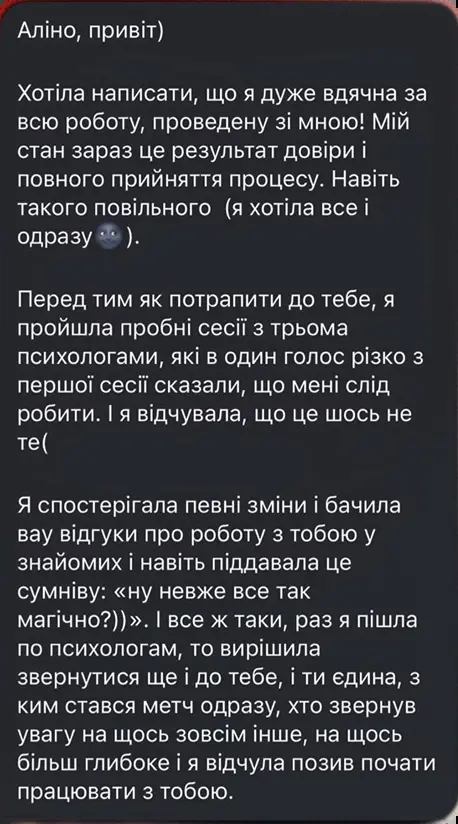 Аліно, привіт)
Хотіла написати, що я дуже вдячна за
всю роботу, проведену зі мною! Мій
стан зараз це результат довіри і
повного прийняття процесу. Навіть
такого повільного (я хотіла все і
одразу🌚).
Перед тим як потрапити до тебе, я
пройшла пробні сесії з трьома
психологами, які в один голос різко з
першої сесії сказали, що мені слід
робити. І я відчувала, що це шось не
те(
Я спостерігала певні зміни і бачила
вау відгуки про роботу з тобою у
знайомих і навіть піддавала це
сумніву: «ну невже все так
магічно?))». І все ж таки, раз я пішла
по психологам, то вирішила
звернутися ще і до тебе, і ти єдина, з
ким стався метч одразу, хто звернув
увагу на щось зовсім інше, на щось
більш глибоке і я відчула позив почати
працювати з тобою.